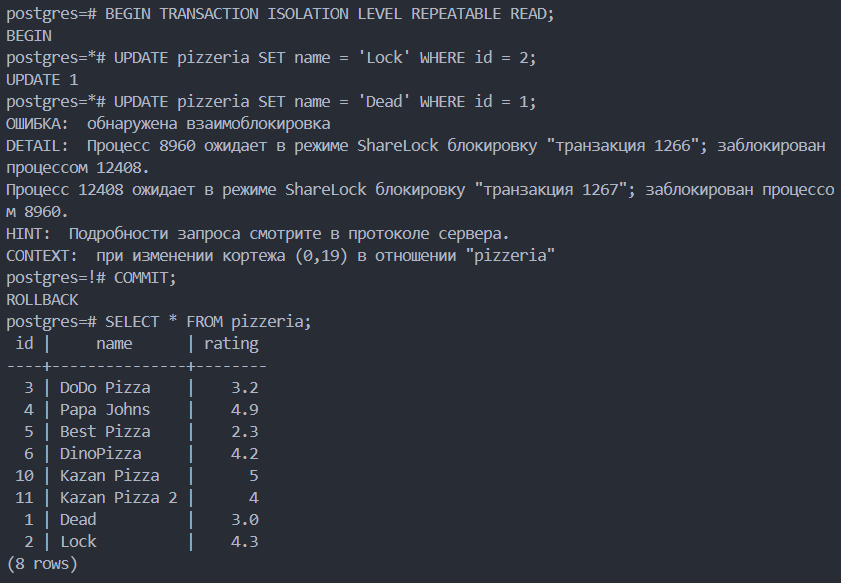 postgres=# BEGIN TRANSACTION ISOLATION LEVEL REPEATABLE READ;
BEGIN
postgres=*# UPDATE pizzeria SET name = 'Lock' WHERE id = 2;
UPDATE 1
postgres=*# UPDATE pizzeria SET name = 'Dead' WHERE id = 1;
ОШИБКА:  обнаружена взаимоблокировка
DETAIL:  Процесс 8960 ожидает в режиме ShareLock блокировку "транзакция 1266"; заблокирован
процессом 12408.
Процесс 12408 ожидает в режиме ShareLock блокировку "транзакция 1267"; заблокирован процессо
м 8960.
HINT:  Подробности запроса смотрите в протоколе сервера.
CONTEXT:  при изменении кортежа (0,19) в отношении "pizzeria"
postgres=!# COMMIT;
ROLLBACK
postgres=# SELECT * FROM pizzeria;
 id |     name      | rating
----+---------------+--------
  3 | DoDo Pizza    |    3.2
  4 | Papa Johns    |    4.9
  5 | Best Pizza    |    2.3
  6 | DinoPizza     |    4.2
 10 | Kazan Pizza   |      5
 11 | Kazan Pizza 2 |      4
  1 | Dead          |    3.0
  2 | Lock          |    4.3
(8 rows)